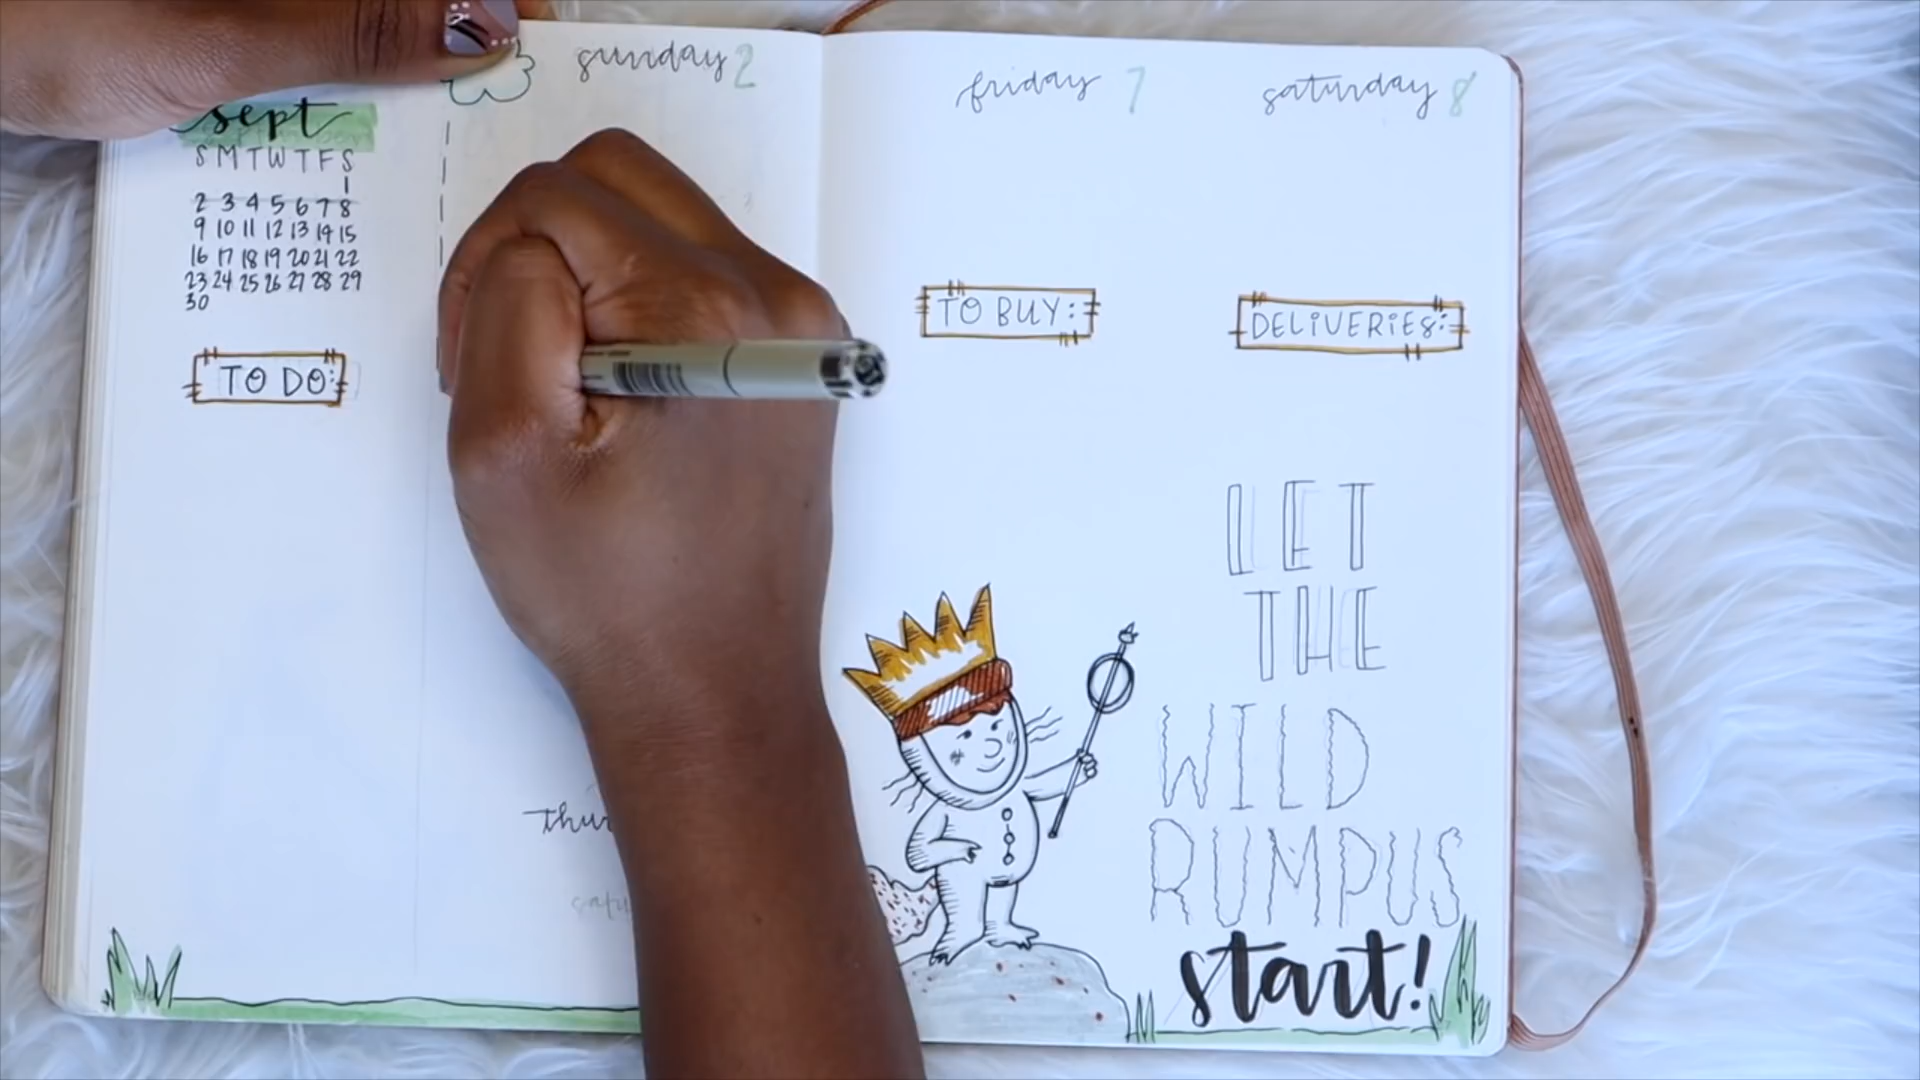 sunday 2
sept
S M T W T F S
1
2 3 4 5 6 7 8
9 10 11 12 13 14 15
16 17 18 19 20 21 22
23 24 25 26 27 28 29
30
TO DO:
friday 7
saturday 8
TO BUY:
DELIVERIES:
LET
THE
WILD
RUMPUS
start!